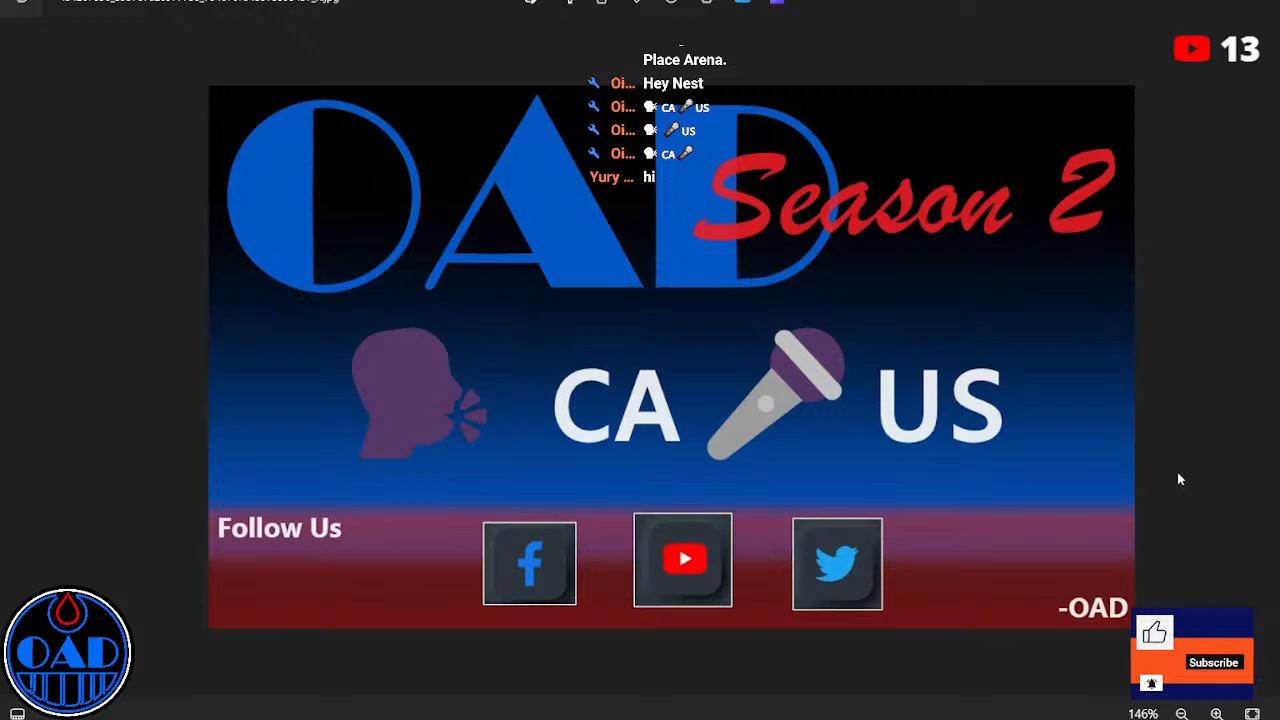 13
Place Arena.
Oi... Hey Nest
Oi... CA US
Oi... US
Oi... CA
Yury ... hi
OAD Season 2
CA US
Follow Us
-OAD
OAD
Subscribe
146%